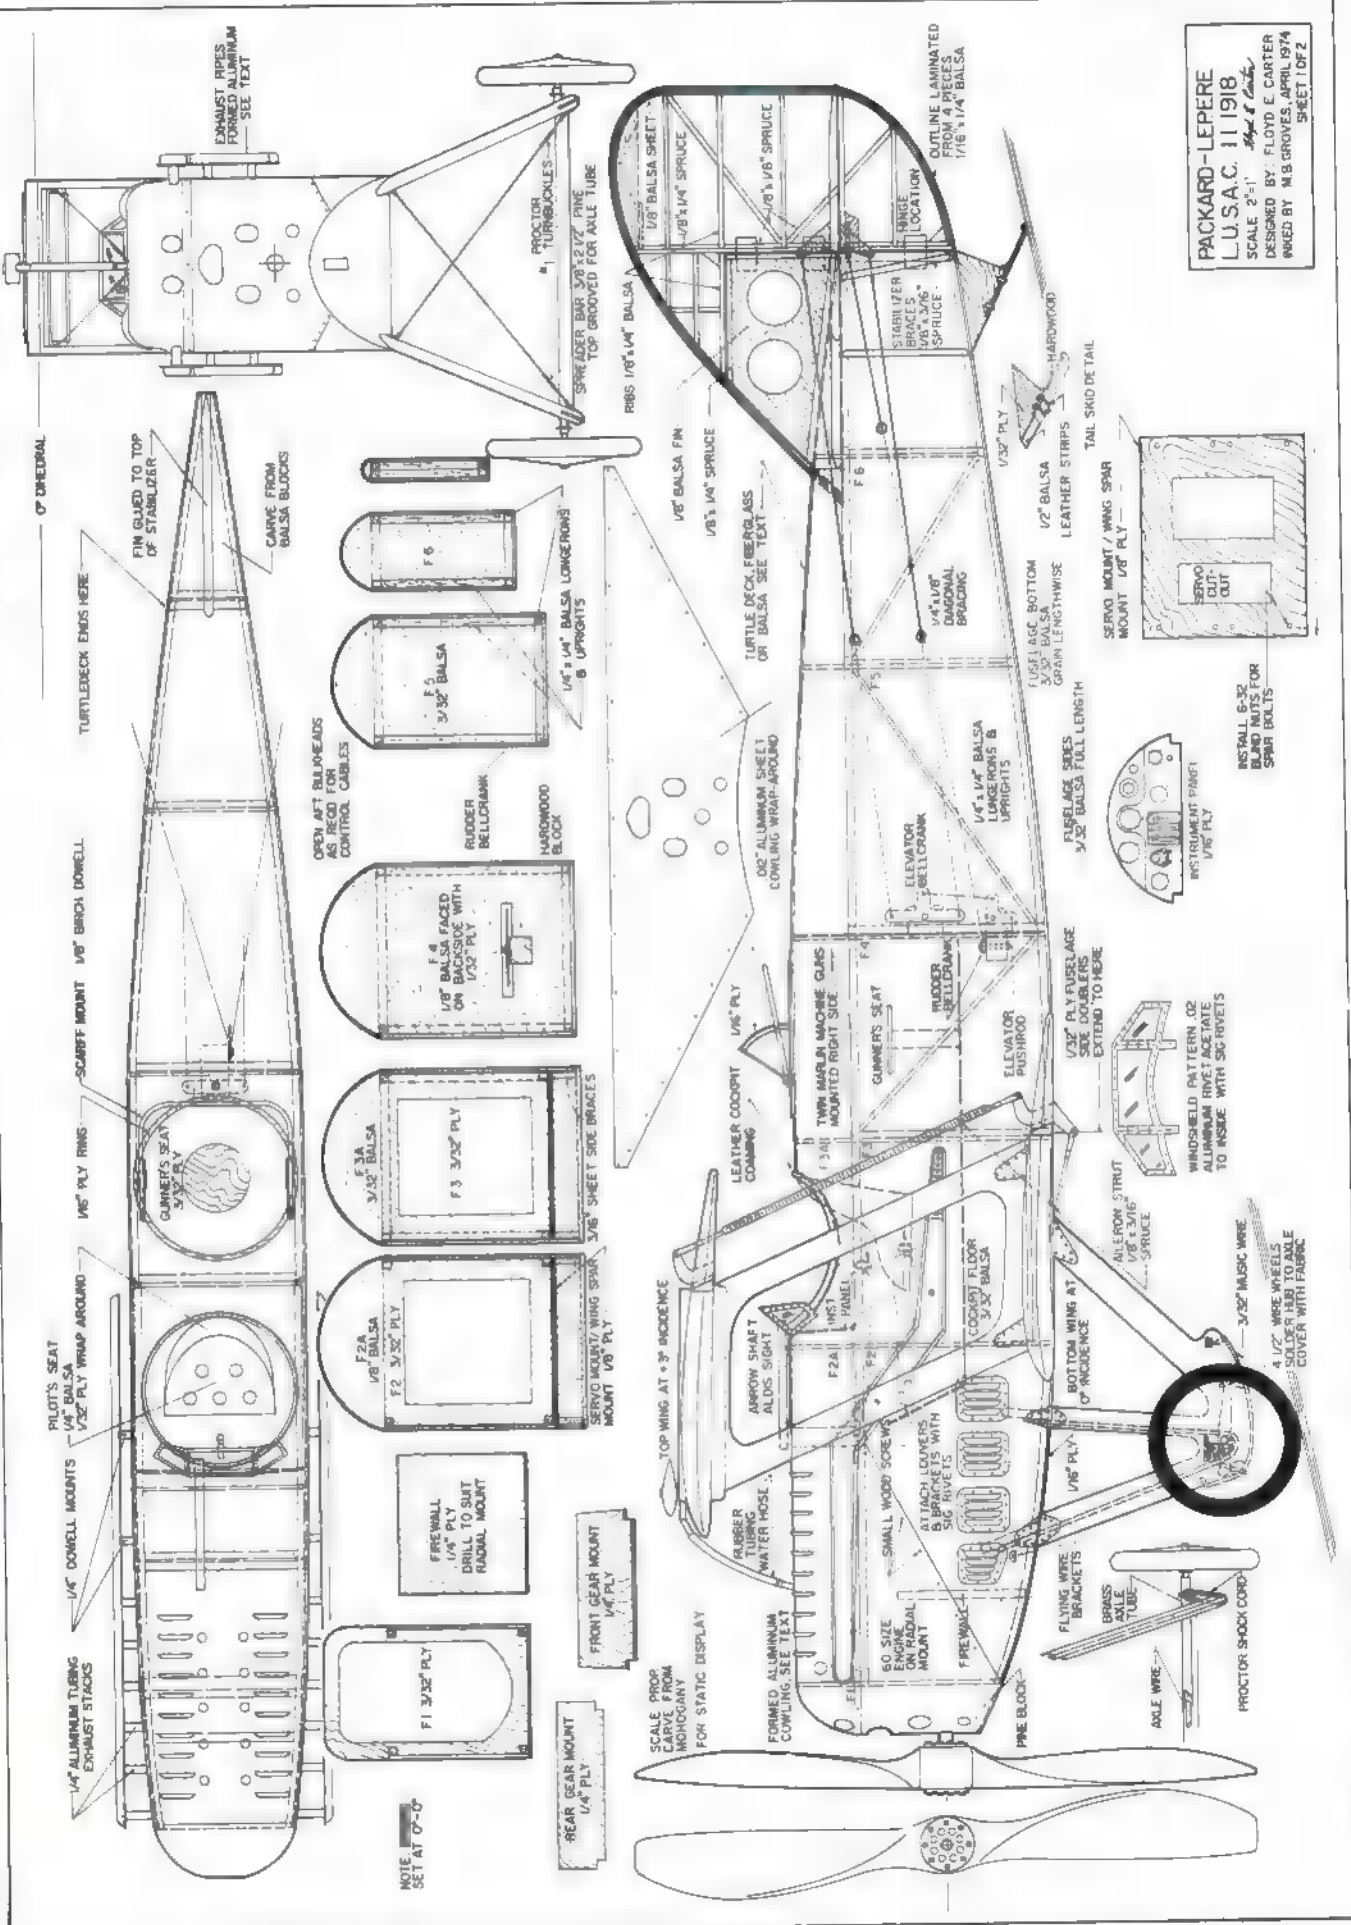 0° DIHEDRAL
EXHAUST PIPES
FORMED ALUMINUM
SEE TEXT
TURTLEDECK ENDS HERE
FIN GLUED TO TOP
OF STABILIZER
CARVE FROM
BALSA BLOCKS
SCARFF MOUNT
1/8" BIRCH DOWELL
1/16" PLY RING
GUNNER'S SEAT
3/32" PLY
PILOT'S SEAT
1/4" BALSA
1/32" PLY WRAP AROUND
1/4" DOWELL MOUNTS
1/4" ALUMINUM TUBING
EXHAUST STACKS
#1 PROCTOR
TURNBUCKLES
SPREADER BAR 3/8" x 2 1/2" PINE
TOP GROOVED FOR AXLE TUBE
NOTE
SET AT 0°-0°
F1 3/32" PLY
FIREWALL
1/4" PLY
DRILL TO SUIT
RADIAL MOUNT
F2A
1/8" BALSA
F2 3/32" PLY
SERVO MOUNT/WING SPAR
MOUNT 1/8" PLY
F3A
3/32" BALSA
F3 3/32" PLY
3/16" SHEET SIDE BRACES
F4
1/8" BALSA FACED
ON BACKSIDE WITH
1/32" PLY
OPEN AFT BULKHEADS
AS REQD FOR
CONTROL CABLES
RUDDER
BELLCRANK
HARDWOOD
BLOCK
F5
3/32" BALSA
F6
1/4" x 1/4" BALSA LONGERONS
& UPRIGHTS
REAR GEAR MOUNT
1/4" PLY
FRONT GEAR MOUNT
1/4" PLY
.012" ALUMINUM SHEET
COWLING WRAP-AROUND
SCALE PROP
CARVE FROM
MOHOGANY
FOR STATIC DISPLAY
FORMED ALUMINUM
COWLING, SEE TEXT
RUBBER
TUBING
WATER HOSE
TOP WING AT +3° INCIDENCE
ARROW SHAFT
ALDIS SIGHT
INST
PANEL
LEATHER COCKPIT
COAMING
1/16" PLY
TWIN MARLIN MACHINE GUNS
MOUNTED RIGHT SIDE
GUNNER'S SEAT
RUDDER
BELLCRANK
ELEVATOR
PUSHROD
ELEVATOR
BELLCRANK
SMALL WOOD SCREWS
ATTACH LOUVERS
& BRACKETS WITH
SIG RIVETS
60 SIZE
ENGINE
ON RADIAL
MOUNT
FIREWALL
PINE BLOCK
F1
F2A
F2
F3A
F4
F5
F6
COCKPIT FLOOR
3/32" BALSA
BOTTOM WING AT
0° INCIDENCE
1/16" PLY
FLYING WIRE
BRACKETS
BRASS
AXLE
TUBE
AXLE WIRE
PROCTOR SHOCK CORD
AILERON STRUT
1/8" x 3/16"
SPRUCE
3/32" MUSIC WIRE
4 1/2" WIRE WHEELS
SOLDER HUB TO AXLE
COVER WITH FABRIC
1/32" PLY FUSELAGE
SIDE DOUBLERS
EXTEND TO HERE
WINDSHIELD PATTERN .02
ALUMINUM RIVET ACETATE
TO INSIDE WITH SIG RIVETS
1/4" x 1/4" BALSA
LONGERONS &
UPRIGHTS
FUSELAGE SIDES
3/32" BALSA FULL LENGTH
INSTRUMENT PANEL
1/16" PLY
FUSELAGE BOTTOM
3/32" BALSA
GRAIN LENGTHWISE
1/4" x 1/8"
DIAGONAL
BRACING
TURTLE DECK, FIBERGLASS
OR BALSA SEE TEXT
1/8" BALSA FIN
1/8" x 1/4" SPRUCE
RIBS 1/8" x 1/4" BALSA
1/8" BALSA SHEET
1/8" x 1/4" SPRUCE
1/8" x 1/8" SPRUCE
HINGE
LOCATION
OUTLINE LAMINATED
FROM 4 PIECES
1/16" x 1/4" BALSA
STABILIZER
BRACES
1/8" x 3/16"
SPRUCE
1/32" PLY
HARDWOOD
1/2" BALSA
LEATHER STRIPS
TAIL SKID DETAIL
SERVO MOUNT / WING SPAR
MOUNT 1/8" PLY
SERVO
CUT-
OUT
INSTALL 6-32
BLIND NUTS FOR
SPAR BOLTS
PACKARD-LEPERE
L.U.S.A.C. 11 1918
SCALE 2"=1' Floyd E Carter
DESIGNED BY: FLOYD E. CARTER
INKED BY M.B. GROVES, APRIL 1974
SHEET 1 OF 2